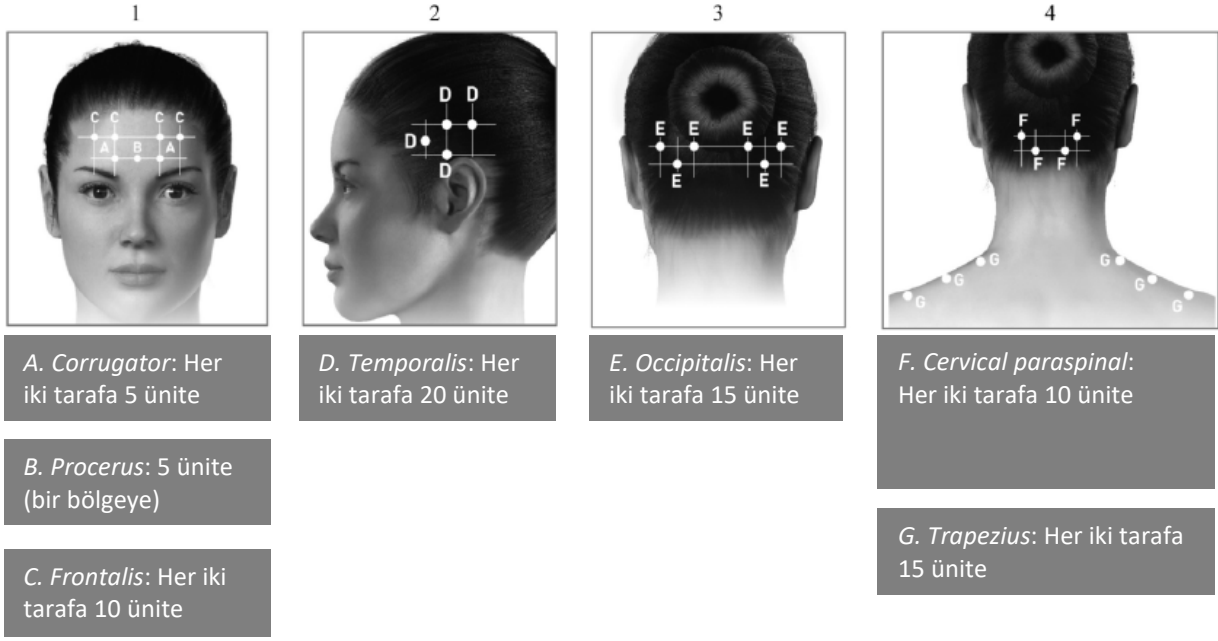 1
2
3
4
C C C C
A B A
D D
D
D
E E E E
E E
F F
F F
G G
G G
G G
A. Corrugator: Her
iki tarafa 5 ünite
B. Procerus: 5 ünite
(bir bölgeye)
C. Frontalis: Her iki
tarafa 10 ünite
D. Temporalis: Her
iki tarafa 20 ünite
E. Occipitalis: Her
iki tarafa 15 ünite
F. Cervical paraspinal:
Her iki tarafa 10 ünite
G. Trapezius: Her iki tarafa
15 ünite